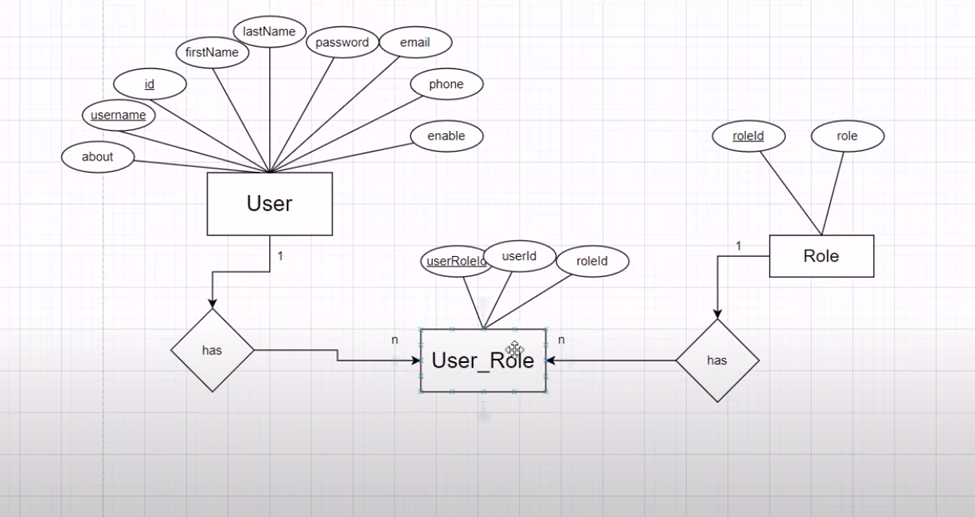 lastName
firstName
password
email
id
phone
username
enable
about
roleId
role
User
1
1
Role
userRoleId
userId
roleId
has
n
n
User_Role
has